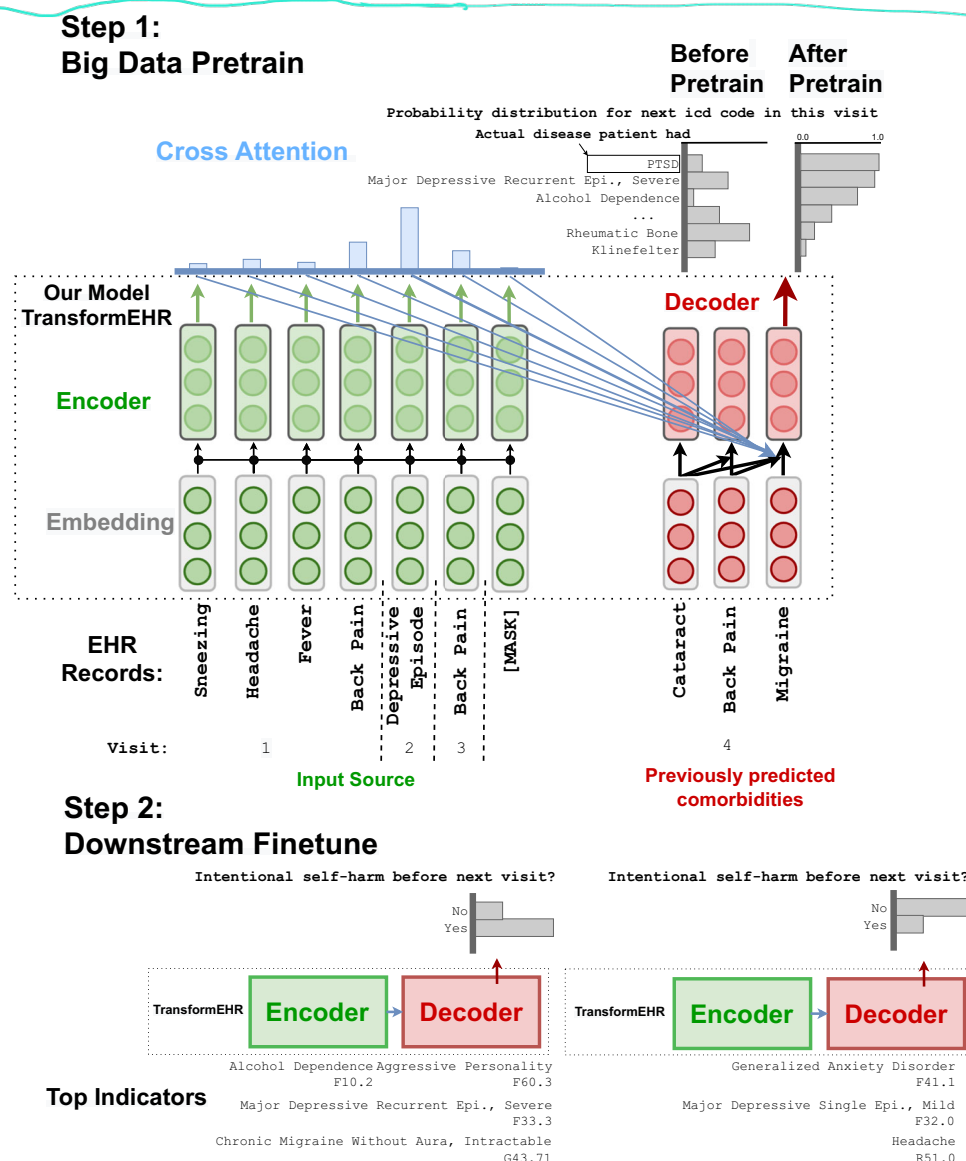 Step 1:
Big Data Pretrain
Before Pretrain
After Pretrain
Probability distribution for next icd code in this visit
Actual disease patient had
0.0 1.0
Cross Attention
PTSD
Major Depressive Recurrent Epi., Severe
Alcohol Dependence
...
Rheumatic Bone
Klinefelter
Our Model
TransformEHR
Decoder
Encoder
Embedding
EHR
Records:
Sneezing
Headache
Fever
Back Pain
Depressive
Episode
Back Pain
[MASK]
Cataract
Back Pain
Migraine
Visit:
1
2
3
4
Input Source
Previously predicted
comorbidities
Step 2:
Downstream Finetune
Intentional self-harm before next visit?
No
Yes
TransformEHR
Encoder
Decoder
Intentional self-harm before next visit?
No
Yes
TransformEHR
Encoder
Decoder
Top Indicators
Alcohol Dependence Aggressive Personality
F10.2 F60.3
Major Depressive Recurrent Epi., Severe
F33.3
Chronic Migraine Without Aura, Intractable
G43.71
Generalized Anxiety Disorder
F41.1
Major Depressive Single Epi., Mild
F32.0
Headache
R51.0